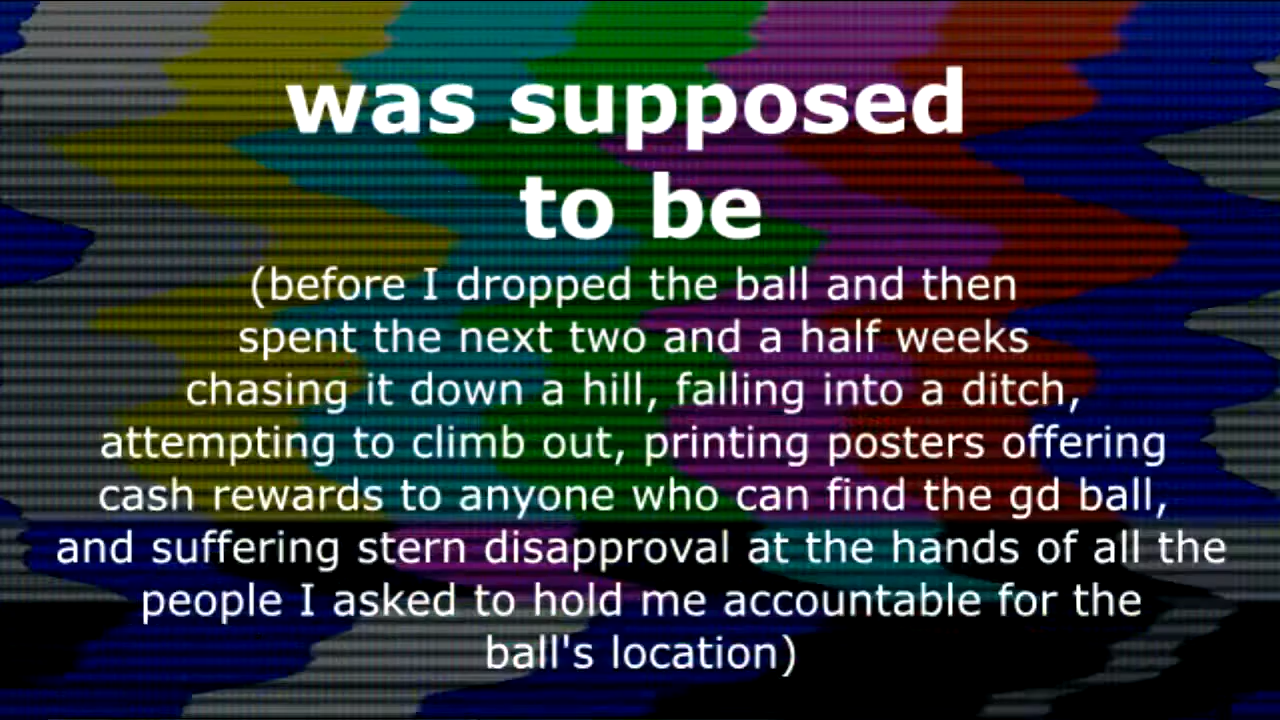 was supposed
to be
(before I dropped the ball and then
spent the next two and a half weeks
chasing it down a hill, falling into a ditch,
attempting to climb out, printing posters offering
cash rewards to anyone who can find the gd ball,
and suffering stern disapproval at the hands of all the
people I asked to hold me accountable for the
ball's location)